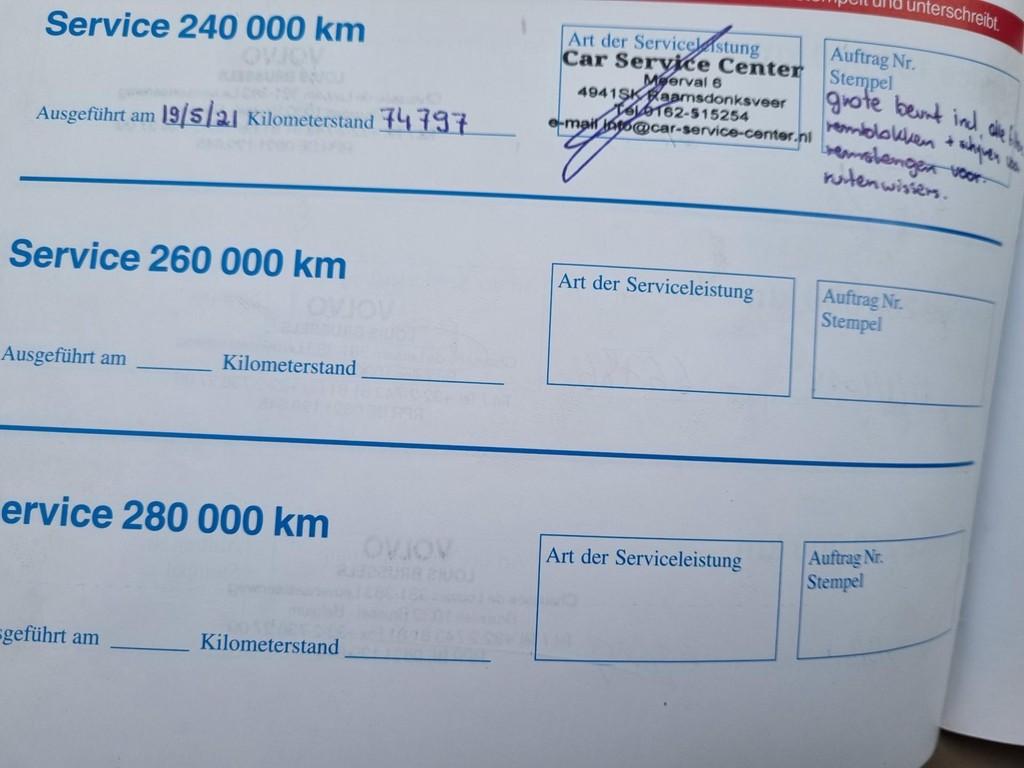 stempelt und unterschreibt.
Service 240 000 km
Ausgeführt am 19/5/21 Kilometerstand 74797
Art der Serviceleistung
Car Service Center
Meerval 6
4941SK Raamsdonksveer
Tel 0162-515254
e-mail info@car-service-center.nl
Auftrag Nr.
Stempel
grote beurt incl. alle
remblokken + schijven
remslangen voor.
ruitenwissers.
Service 260 000 km
Ausgeführt am Kilometerstand
Art der Serviceleistung
Auftrag Nr.
Stempel
ervice 280 000 km
sgeführt am Kilometerstand
Art der Serviceleistung
Auftrag Nr.
Stempel